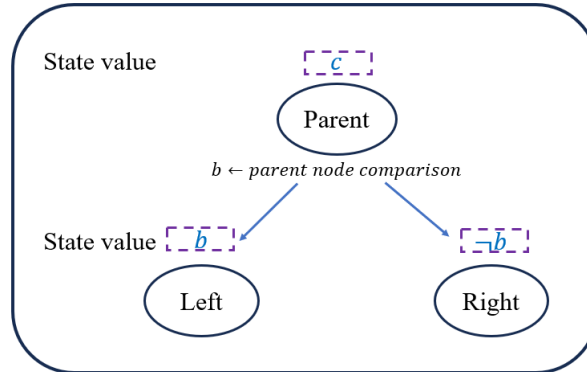 State value c
Parent
b ← parent node comparison
State value b ¬b
Left Right